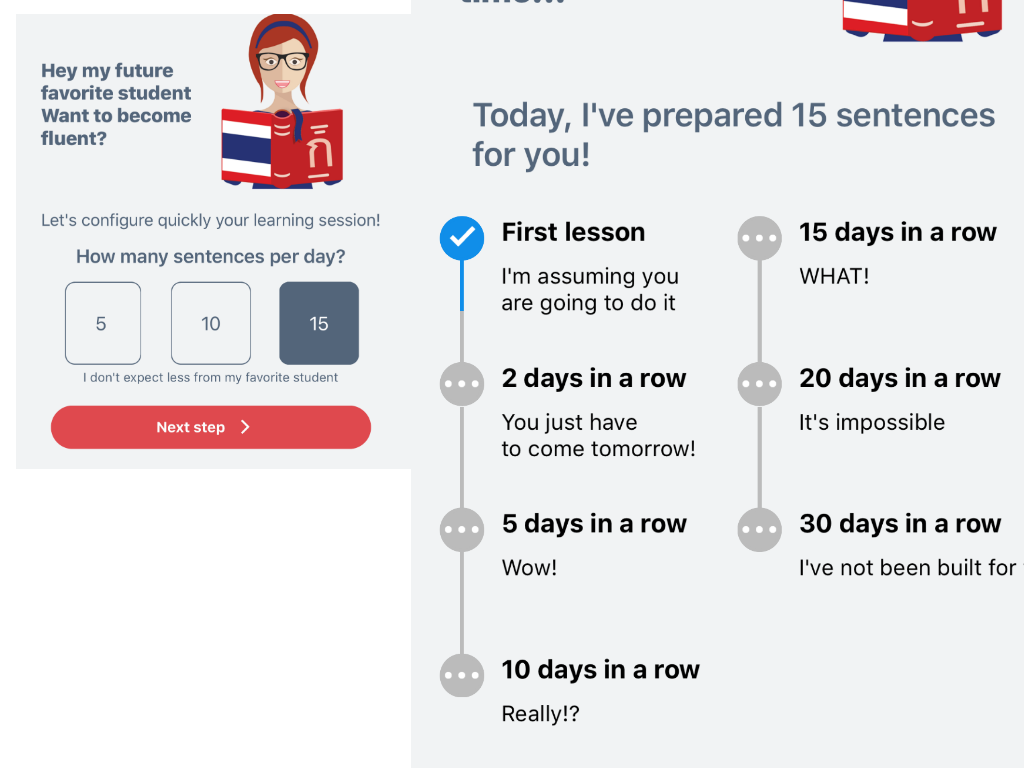 Hey my future
favorite student
Want to become
fluent?
ก
Let's configure quickly your learning session!
How many sentences per day?
5
10
15
I don't expect less from my favorite student
Next step
Today, I've prepared 15 sentences
for you!
First lesson
I'm assuming you
are going to do it
2 days in a row
You just have
to come tomorrow!
5 days in a row
Wow!
10 days in a row
Really!?
15 days in a row
WHAT!
20 days in a row
It's impossible
30 days in a row
I've not been built for